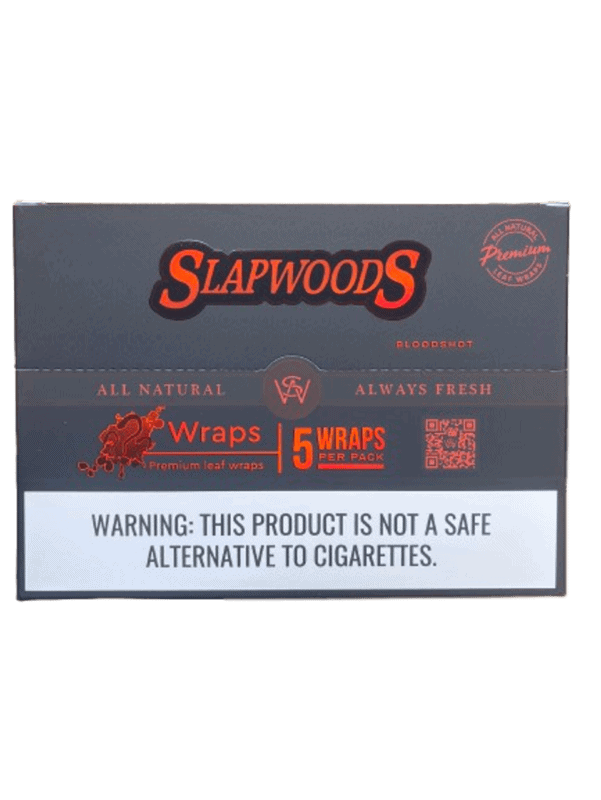 SLAPWOODS
ALL NATURAL
Premium
LEAF WRAPS
BLOODSHOT
ALL NATURAL
SW
ALWAYS FRESH
Wraps
Premium leaf wraps
5 WRAPS
PER PACK
WARNING: THIS PRODUCT IS NOT A SAFE
ALTERNATIVE TO CIGARETTES.